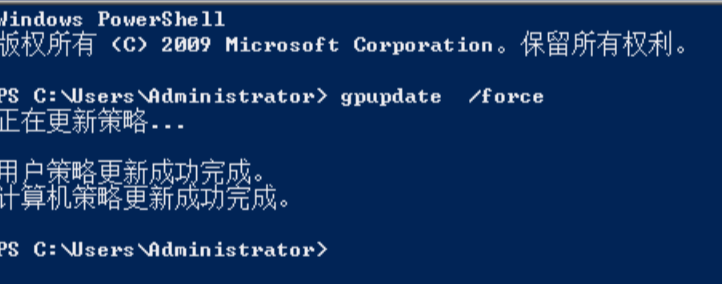 Windows PowerShell
版权所有 (C) 2009 Microsoft Corporation。保留所有权利。
PS C:\Users\Administrator> gpupdate  /force
正在更新策略...
用户策略更新成功完成。
计算机策略更新成功完成。
PS C:\Users\Administrator>